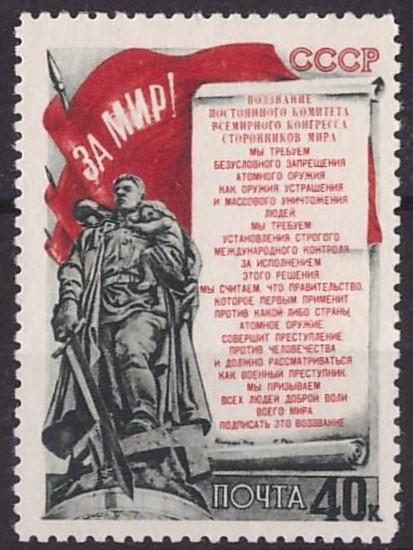 СССР
ЗА МИР!
ВОЗЗВАНИЕ
ПОСТОЯННОГО КОМИТЕТА
ВСЕМИРНОГО КОНГРЕССА
СТОРОННИКОВ МИРА
МЫ ТРЕБУЕМ
БЕЗУСЛОВНОГО ЗАПРЕЩЕНИЯ
АТОМНОГО ОРУЖИЯ
КАК ОРУЖИЯ УСТРАШЕНИЯ
И МАССОВОГО УНИЧТОЖЕНИЯ
ЛЮДЕЙ.
МЫ ТРЕБУЕМ
УСТАНОВЛЕНИЯ СТРОГОГО
МЕЖДУНАРОДНОГО КОНТРОЛЯ
ЗА ИСПОЛНЕНИЕМ
ЭТОГО РЕШЕНИЯ.
МЫ СЧИТАЕМ, ЧТО ПРАВИТЕЛЬСТВО,
КОТОРОЕ ПЕРВЫМ ПРИМЕНИТ
ПРОТИВ КАКОЙ-ЛИБО СТРАНЫ
АТОМНОЕ ОРУЖИЕ
СОВЕРШИТ ПРЕСТУПЛЕНИЕ
ПРОТИВ ЧЕЛОВЕЧЕСТВА
И ДОЛЖНО РАССМАТРИВАТЬСЯ
КАК ВОЕННЫЙ ПРЕСТУПНИК.
МЫ ПРИЗЫВАЕМ
ВСЕХ ЛЮДЕЙ ДОБРОЙ ВОЛИ
ВСЕГО МИРА
ПОДПИСАТЬ ЭТО ВОЗЗВАНИЕ
ПОЧТА 40К